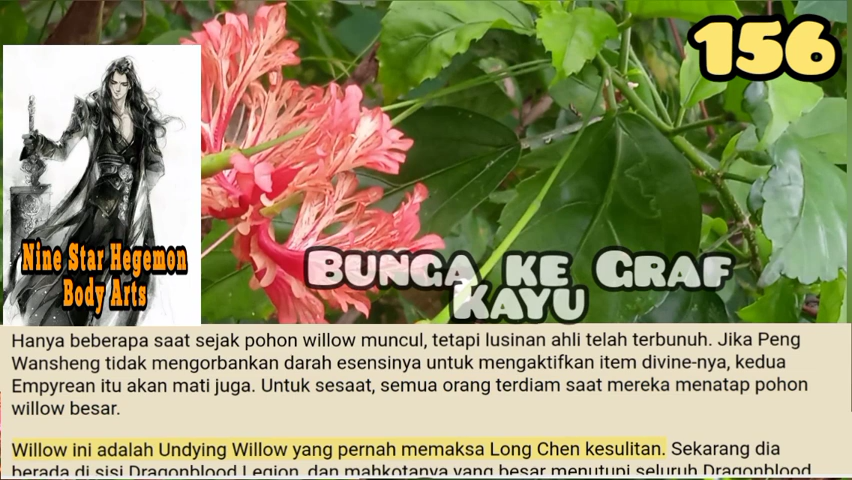 156
Nine Star Hegemon
Body Arts
Bunga ke Graf
Kayu
Hanya beberapa saat sejak pohon willow muncul, tetapi lusinan ahli telah terbunuh. Jika Peng
Wansheng tidak mengorbankan darah esensinya untuk mengaktifkan item divine-nya, kedua
Empyrean itu akan mati juga. Untuk sesaat, semua orang terdiam saat mereka menatap pohon
willow besar.
Willow ini adalah Undying Willow yang pernah memaksa Long Chen kesulitan. Sekarang dia
berada di sisi Dragonblood Legion, dan mahkotanya yang besar menutupi seluruh Dragonblood